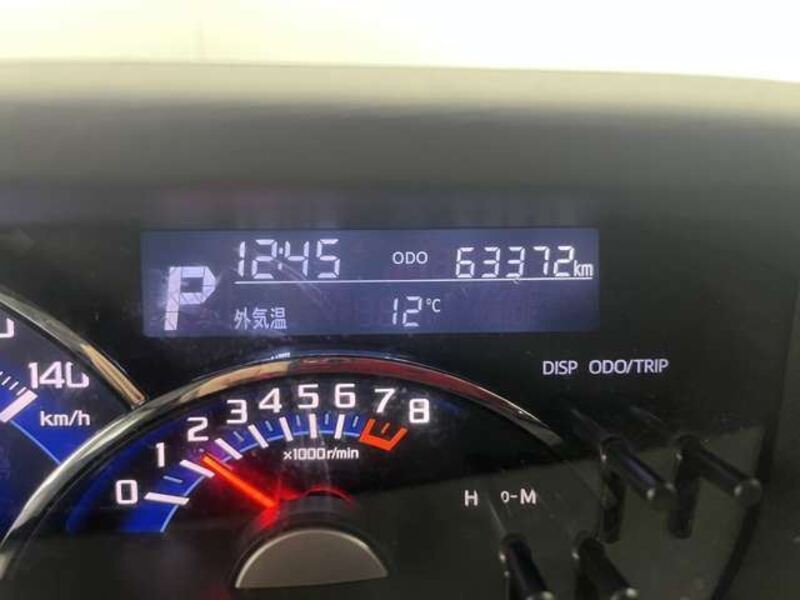 12:45 ODO 63372km
P
外気温 12℃
DISP ODO/TRIP
140
km/h
0 1 2 3 4 5 6 7 8
×1000r/min
H -M